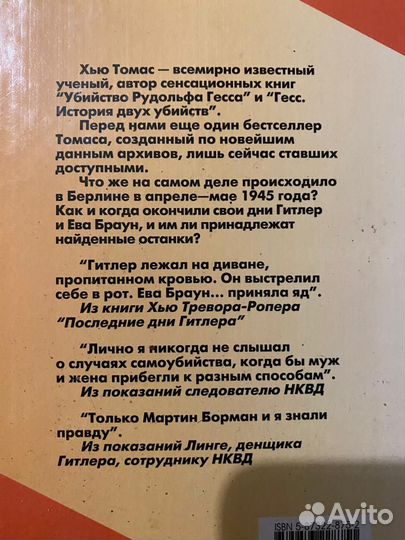 Хью Томас — всемирно известный
ученый, автор сенсационных книг
“Убийство Рудольфа Гесса” и “Гесс.
История двух убийств”.
Перед нами еще один бестселлер
Томаса, созданный по новейшим
данным архивов, лишь сейчас ставших
доступными.
Что же на самом деле происходило
в Берлине в апреле—мае 1945 года?
Как и когда окончили свои дни Гитлер
и Ева Браун, и им ли принадлежат
найденные останки?
“Гитлер лежал на диване,
пропитанном кровью. Он выстрелил
себе в рот. Ева Браун... приняла яд”.
Из книги Хью Тревора-Ропера
“Последние дни Гитлера”
“Лично я никогда не слышал
о случаях самоубийства, когда бы муж
и жена прибегли к разным способам”.
Из показаний следователю НКВД
“Только Мартин Борман и я знали
правду”.
Из показаний Линге, денщика
Гитлера, сотруднику НКВД
ISBN
Avito